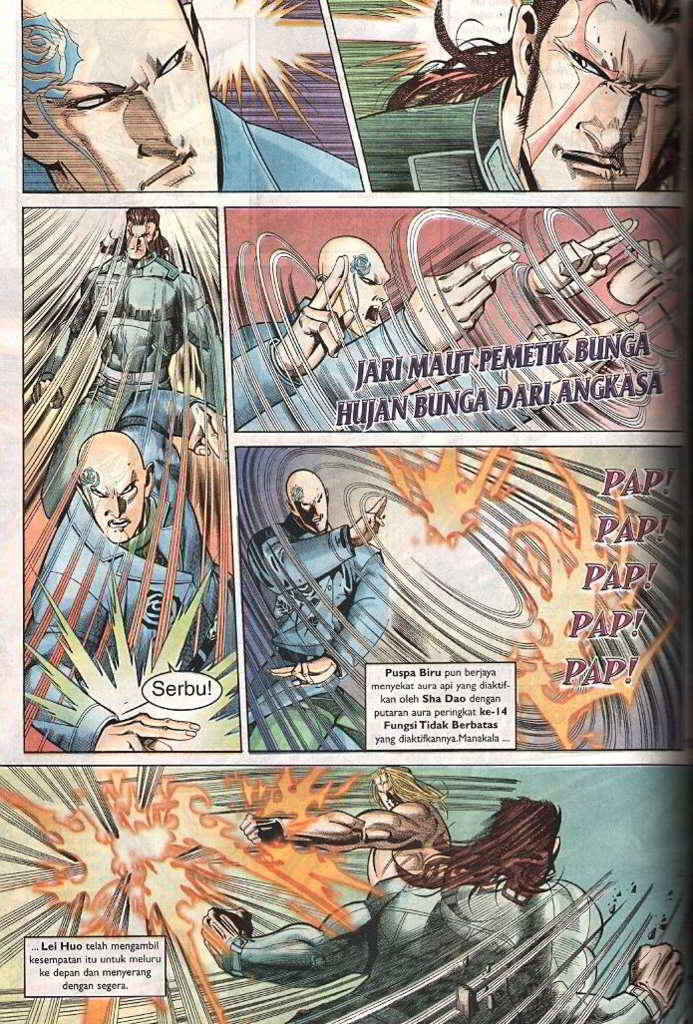 Serbu!
JARI MAUT PEMETIK BUNGA
HUJAN BUNGA DARI ANGKASA
PAP!
PAP!
PAP!
PAP!
PAP!
Puspa Biru pun berjaya
menyekat aura api yang diaktif-
kan oleh Sha Dao dengan
putaran aura peringkat ke-14
Fungsi Tidak Berbatas
yang diaktifkannya.Manakala ...
... Lei Huo telah mengambil
kesempatan itu untuk meluru
ke depan dan menyerang
dengan segera.